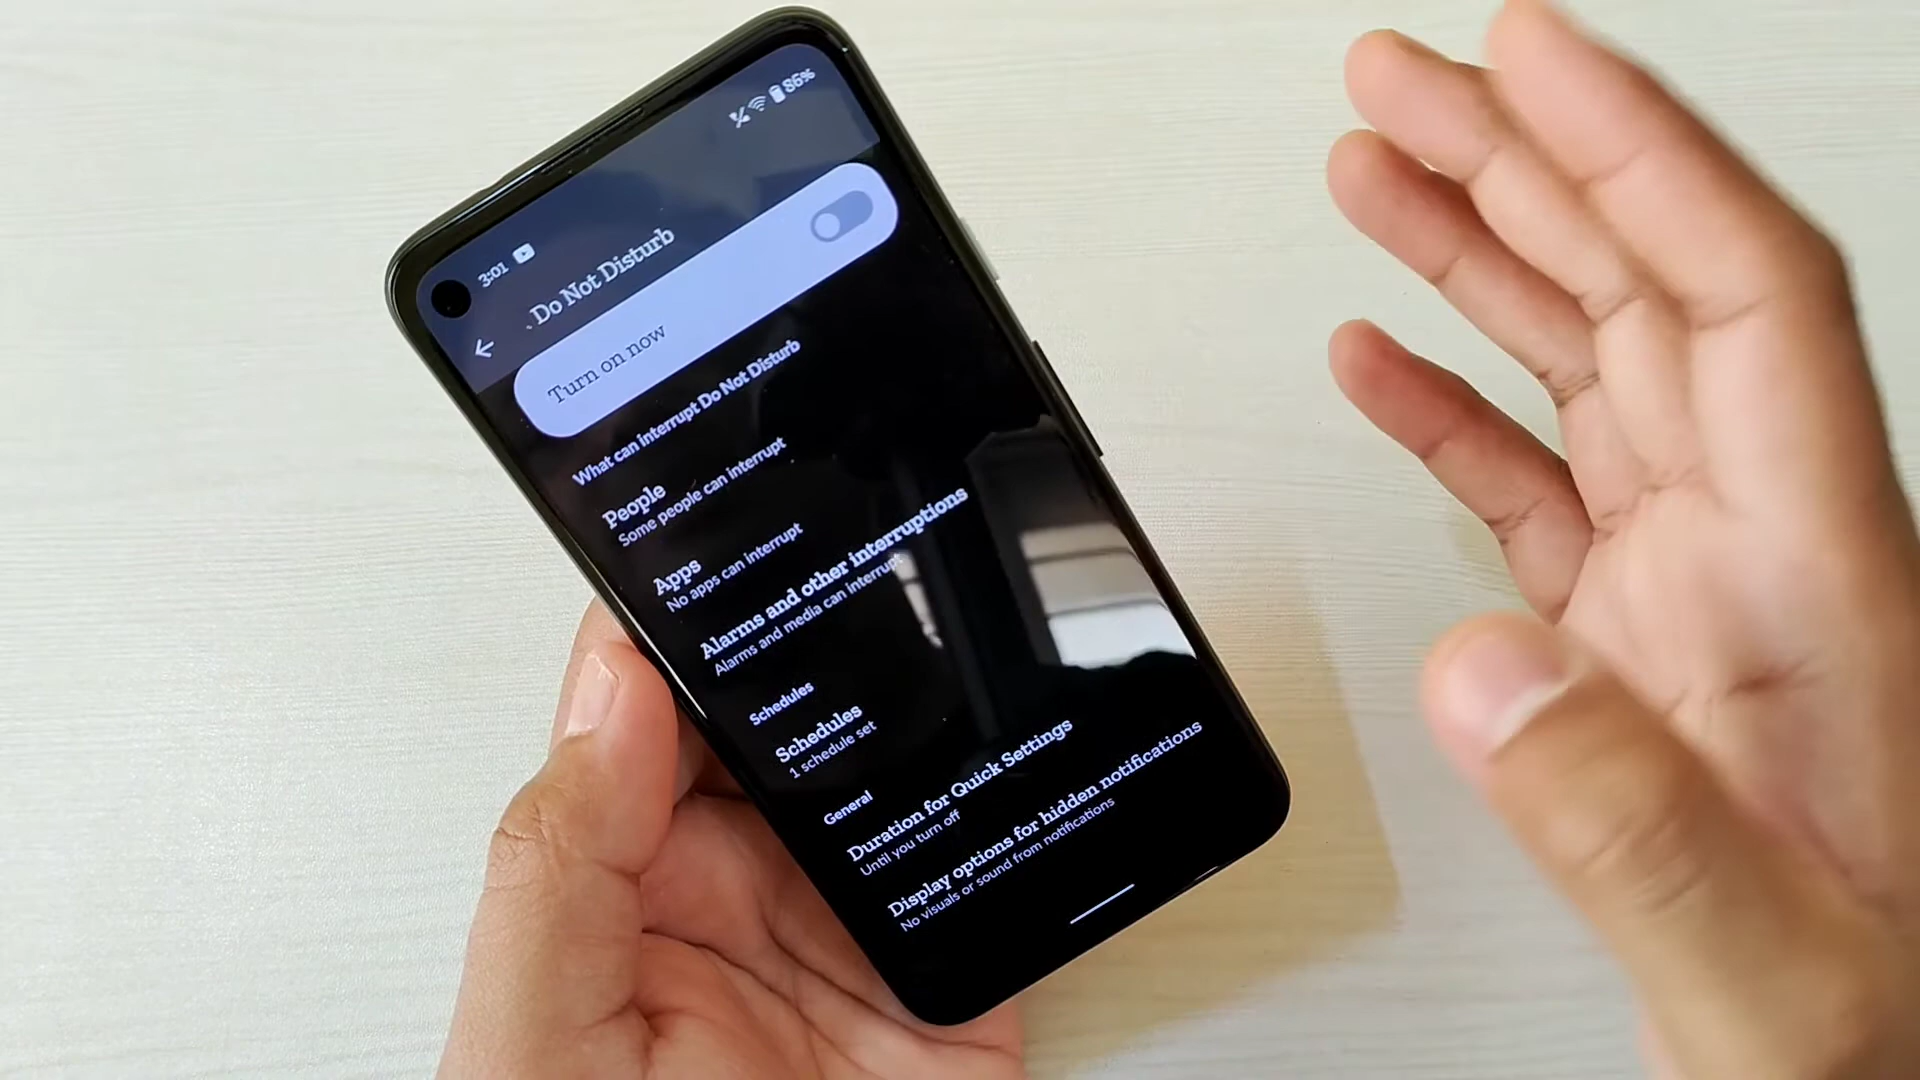 3:01
86%
Do Not Disturb
Turn on now
What can interrupt Do Not Disturb
People
Some people can interrupt
Apps
No apps can interrupt
Alarms and other interruptions
Alarms and media can interrupt
Schedules
Schedules
1 schedule set
General
Duration for Quick Settings
Until you turn off
Display options for hidden notifications
No visuals or sound from notifications